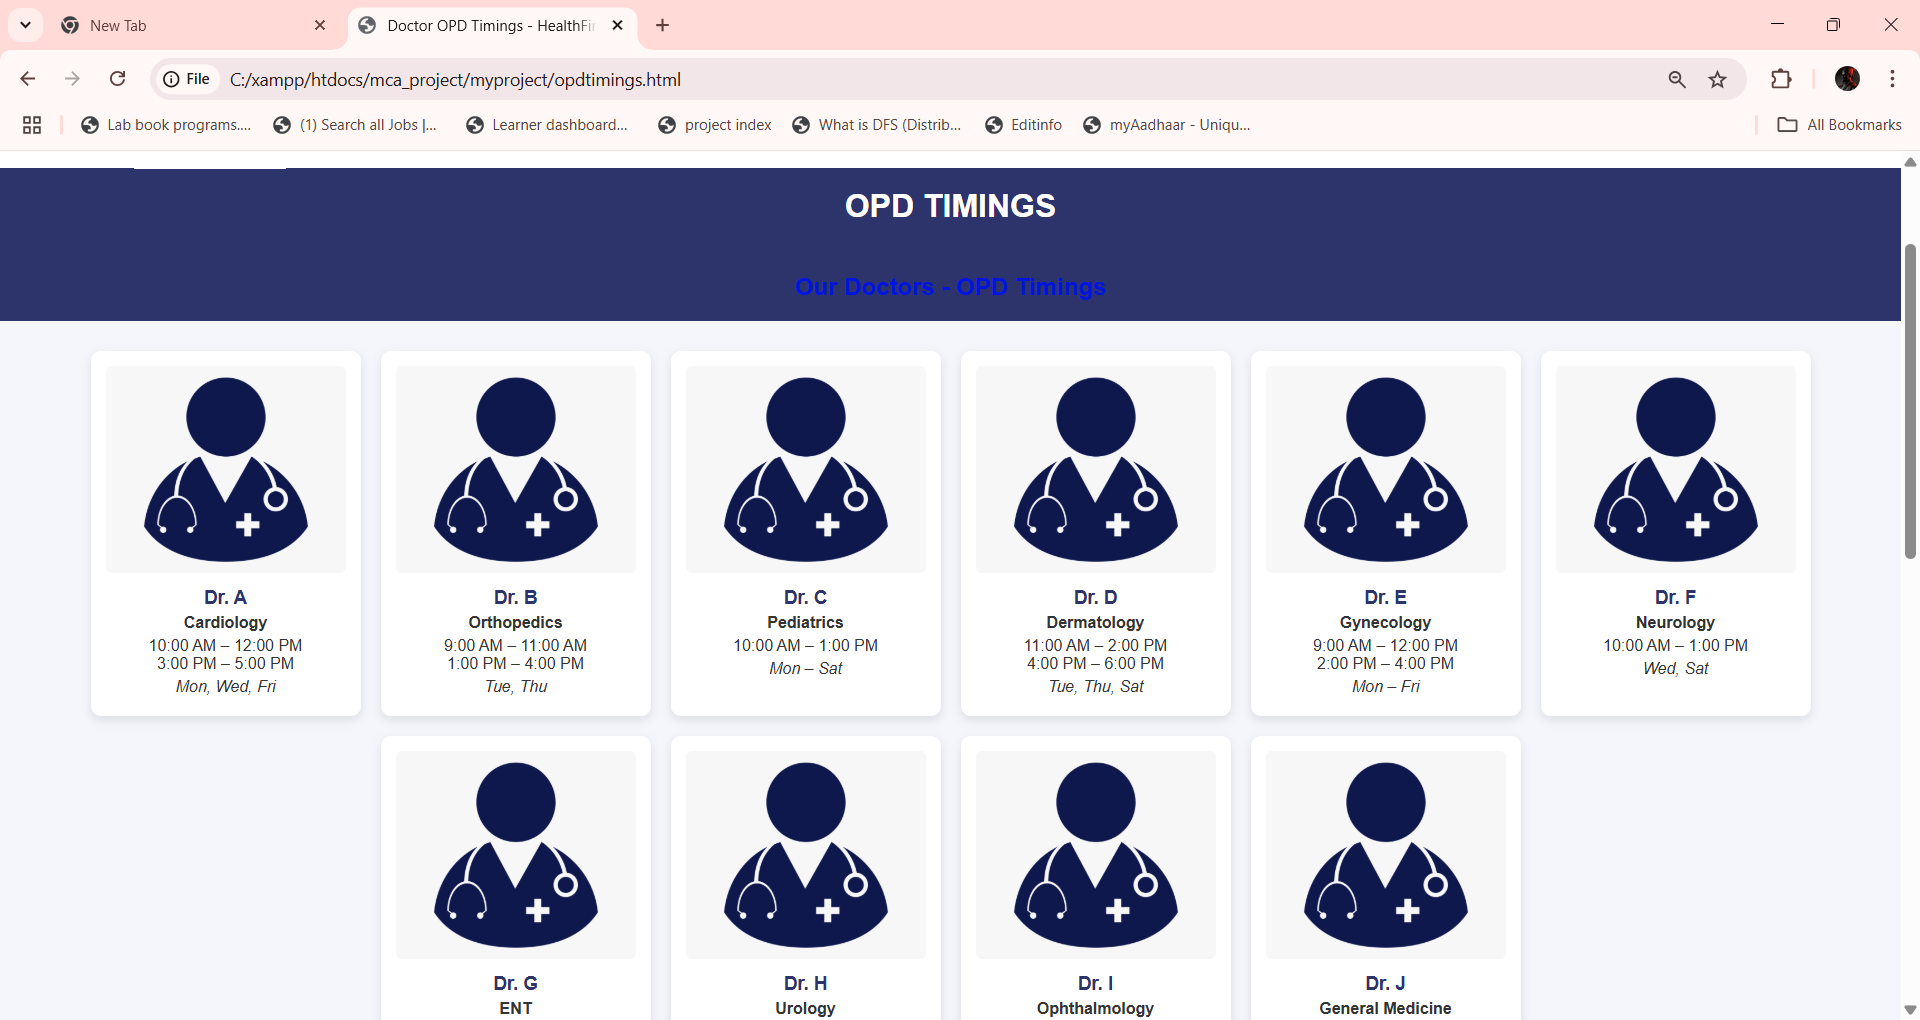 New Tab
Doctor OPD Timings - HealthFir
File
C:/xampp/htdocs/mca_project/myproject/opdtimings.html
Lab book programs....
(1) Search all Jobs |...
Learner dashboard...
project index
What is DFS (Distrib...
Editinfo
myAadhaar - Uniqu...
All Bookmarks
OPD TIMINGS
Our Doctors - OPD Timings
Dr. A
Cardiology
10:00 AM – 12:00 PM
3:00 PM – 5:00 PM
Mon, Wed, Fri
Dr. B
Orthopedics
9:00 AM – 11:00 AM
1:00 PM – 4:00 PM
Tue, Thu
Dr. C
Pediatrics
10:00 AM – 1:00 PM
Mon – Sat
Dr. D
Dermatology
11:00 AM – 2:00 PM
4:00 PM – 6:00 PM
Tue, Thu, Sat
Dr. E
Gynecology
9:00 AM – 12:00 PM
2:00 PM – 4:00 PM
Mon – Fri
Dr. F
Neurology
10:00 AM – 1:00 PM
Wed, Sat
Dr. G
ENT
Dr. H
Urology
Dr. I
Ophthalmology
Dr. J
General Medicine